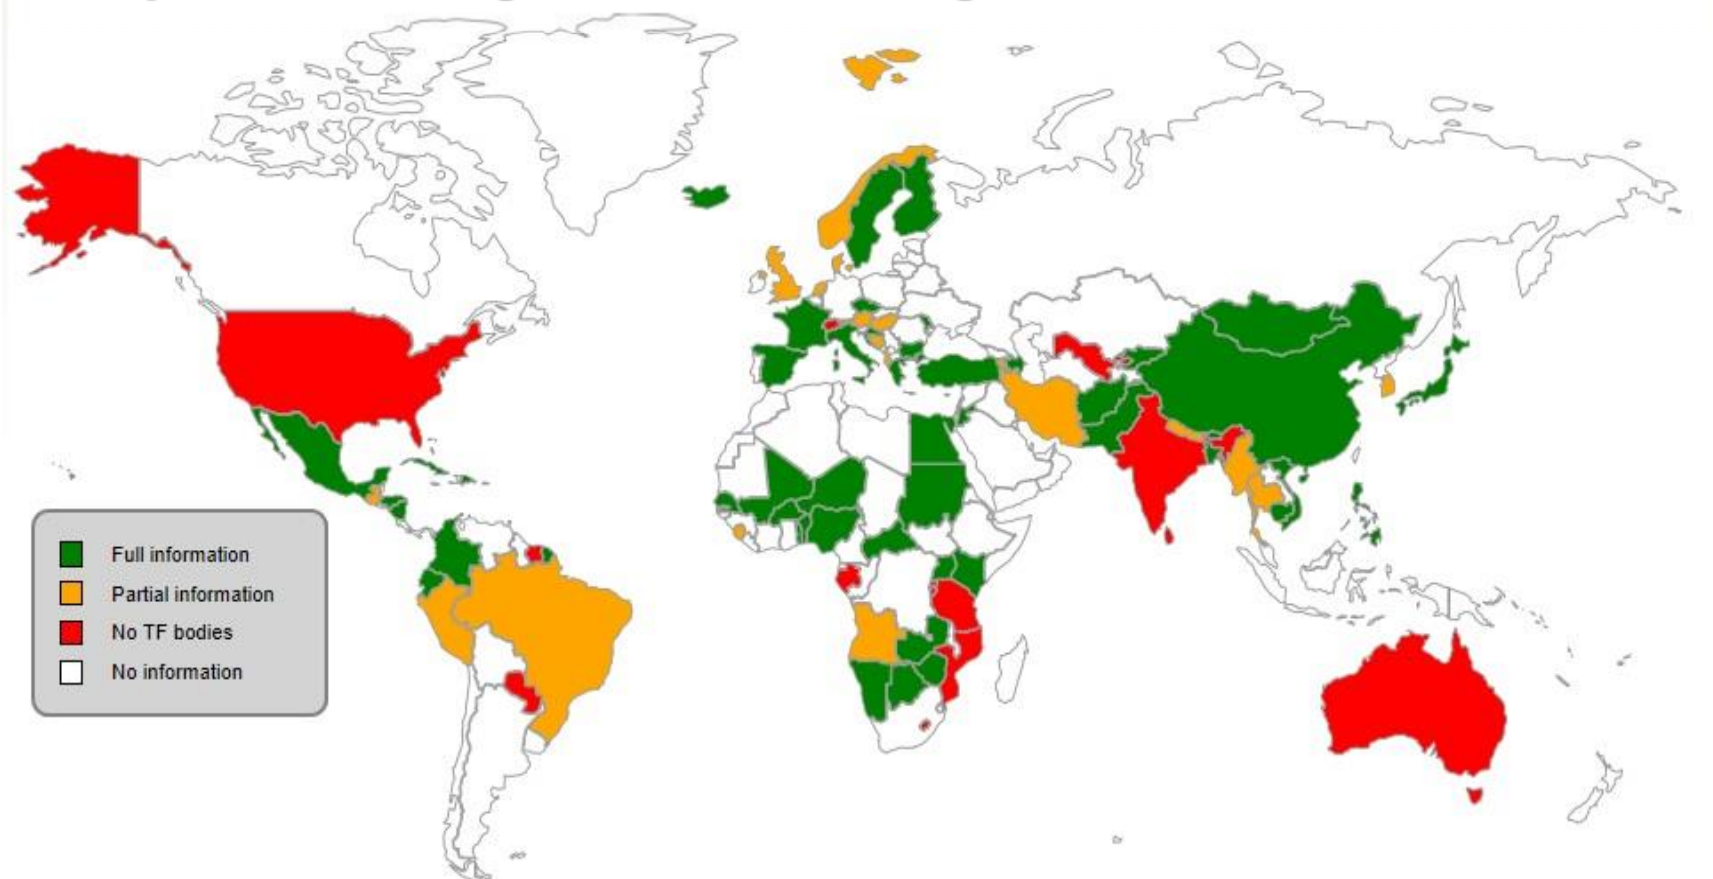 Full information
Partial information
No TF bodies
No information